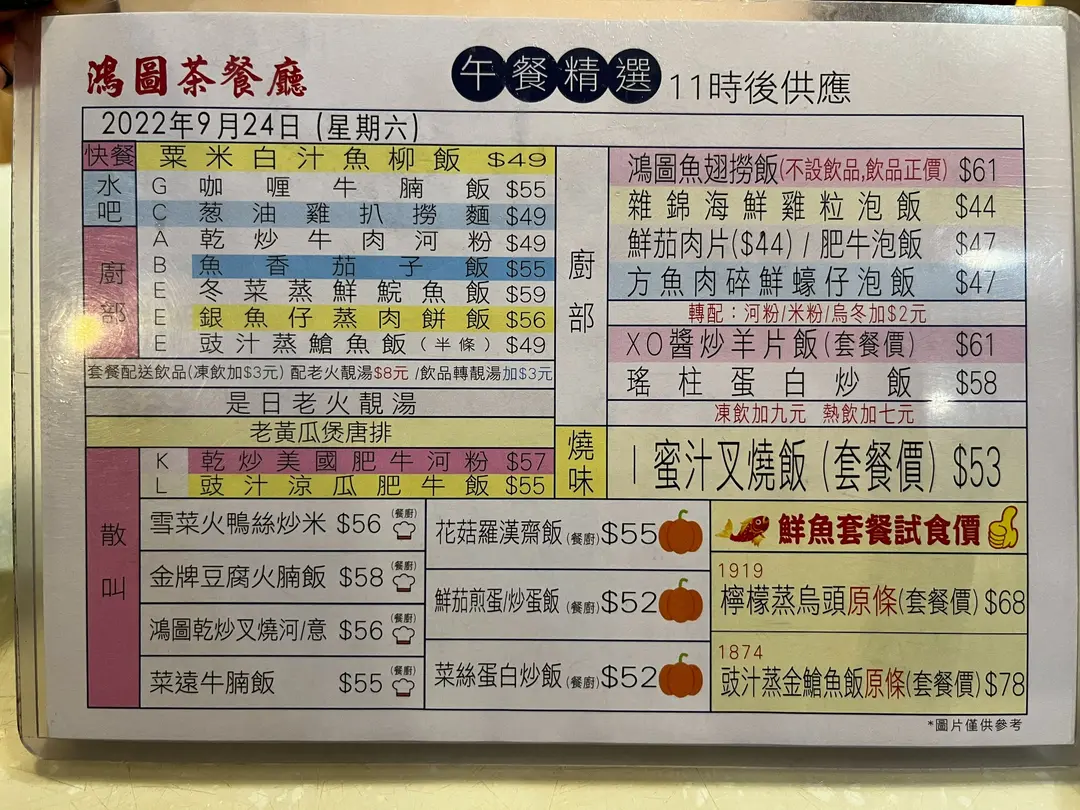 鴻圖茶餐廳
午餐精選 11時後供應
2022年9月24日 (星期六)
快餐 粟米白汁魚柳飯 $49
水吧
G 咖喱牛腩飯 $55
C 葱油雞扒撈麵 $49
廚部
A 乾炒牛肉河粉 $49
B 魚香茄子飯 $55
E 冬菜蒸鮮鯇魚飯 $59
E 銀魚仔蒸肉餅飯 $56
E 豉汁蒸鱠魚飯(半條) $49
套餐配送飲品(凍飲加$3元) 配老火靚湯$8元 /飲品轉靚湯加$3元
是日老火靚湯
老黃瓜煲唐排
散叫
K 乾炒美國肥牛河粉 $57
L 豉汁涼瓜肥牛飯 $55
廚部
鴻圖魚翅撈飯(不設飲品,飲品正價) $61
雜錦海鮮雞粒泡飯 $44
鮮茄肉片($44) / 肥牛泡飯 $47
方魚肉碎鮮蠔仔泡飯 $47
轉配：河粉/米粉/烏冬加$2元
XO醬炒羊片飯(套餐價) $61
瑤柱蛋白炒飯 $58
凍飲加九元 熱飲加七元
燒味
I 蜜汁叉燒飯 (套餐價) $53
雪菜火鴨絲炒米 $56 (餐廚)
金牌豆腐火腩飯 $58 (餐廚)
鴻圖乾炒叉燒河/意 $56 (餐廚)
菜遠牛腩飯 $55 (餐廚)
花菇羅漢齋飯(餐廚) $55
鮮茄煎蛋/炒蛋飯 (餐廚) $52
菜絲蛋白炒飯 (餐廚) $52
鮮魚套餐試食價
1919
檸檬蒸烏頭原條(套餐價) $68
1874
豉汁蒸金鱠魚飯原條(套餐價) $78
*圖片僅供參考